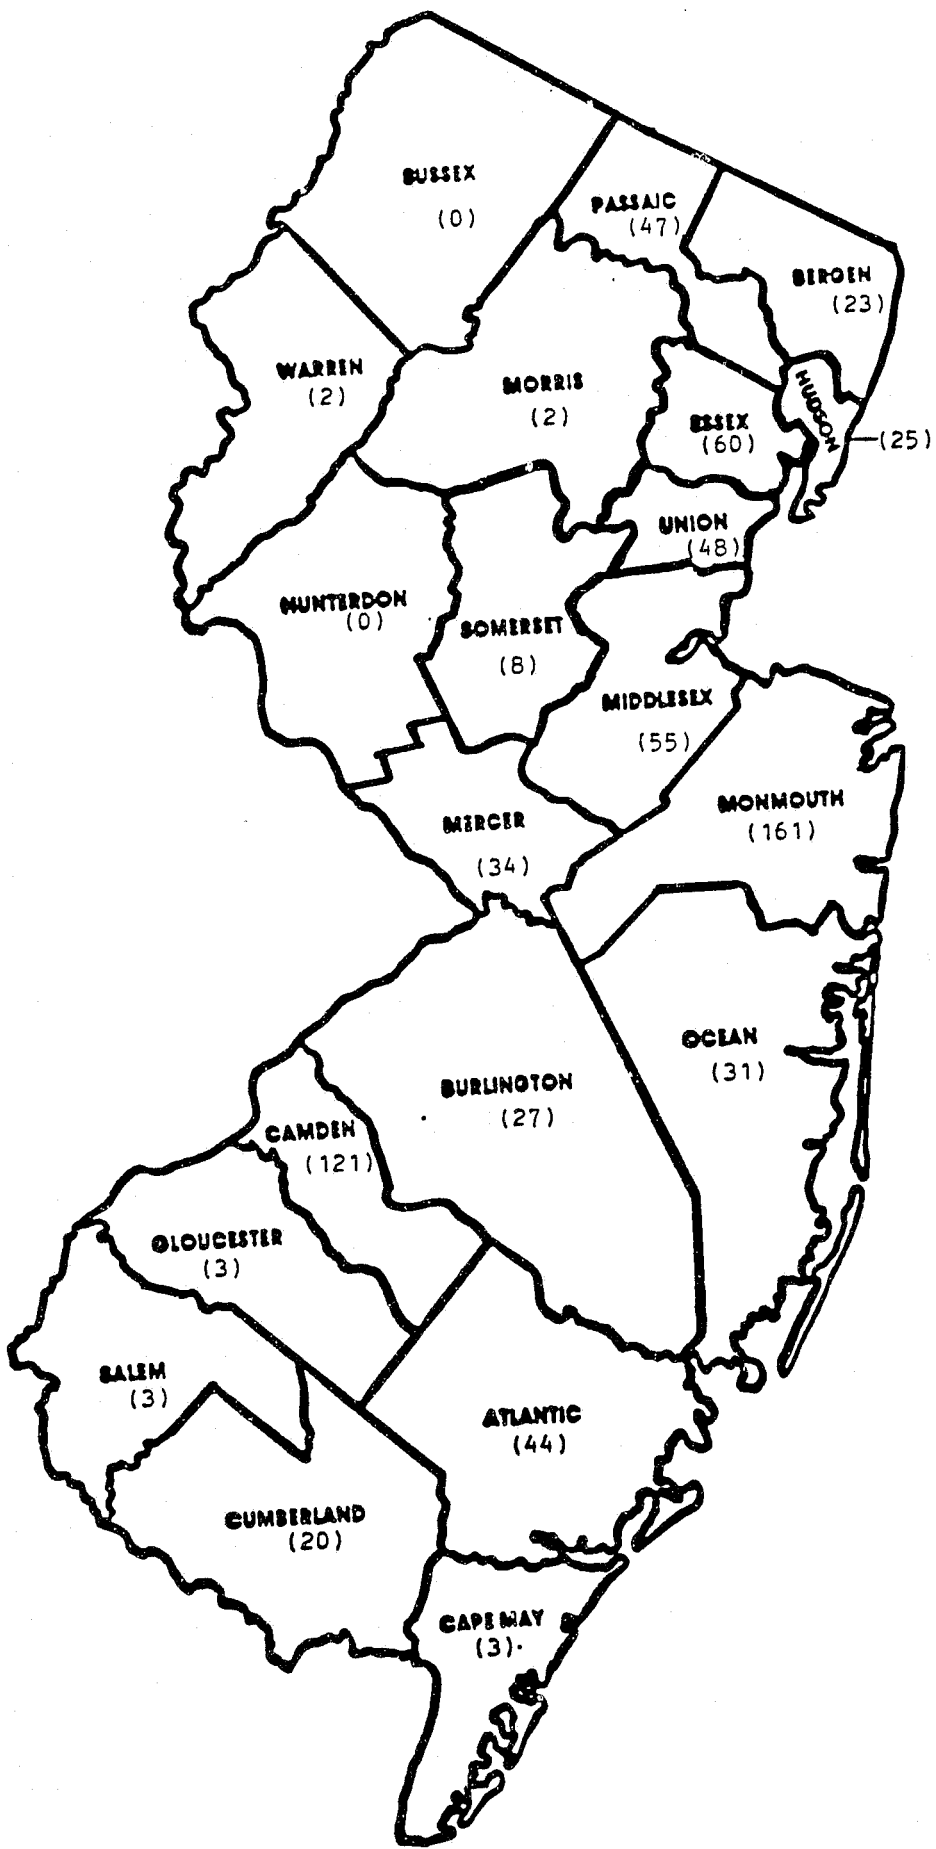 SUSSEX
(0)
PASSAIC
(47)
BERGEN
(23)
WARREN
(2)
MORRIS
(2)
HUDSON
(25)
ESSEX
(60)
UNION
(48)
HUNTERDON
(0)
SOMERSET
(8)
MIDDLESEX
(55)
MERCER
(34)
MONMOUTH
(161)
OCEAN
(31)
BURLINGTON
(27)
CAMDEN
(121)
GLOUCESTER
(3)
SALEM
(3)
ATLANTIC
(44)
CUMBERLAND
(20)
CAPE MAY
(3)